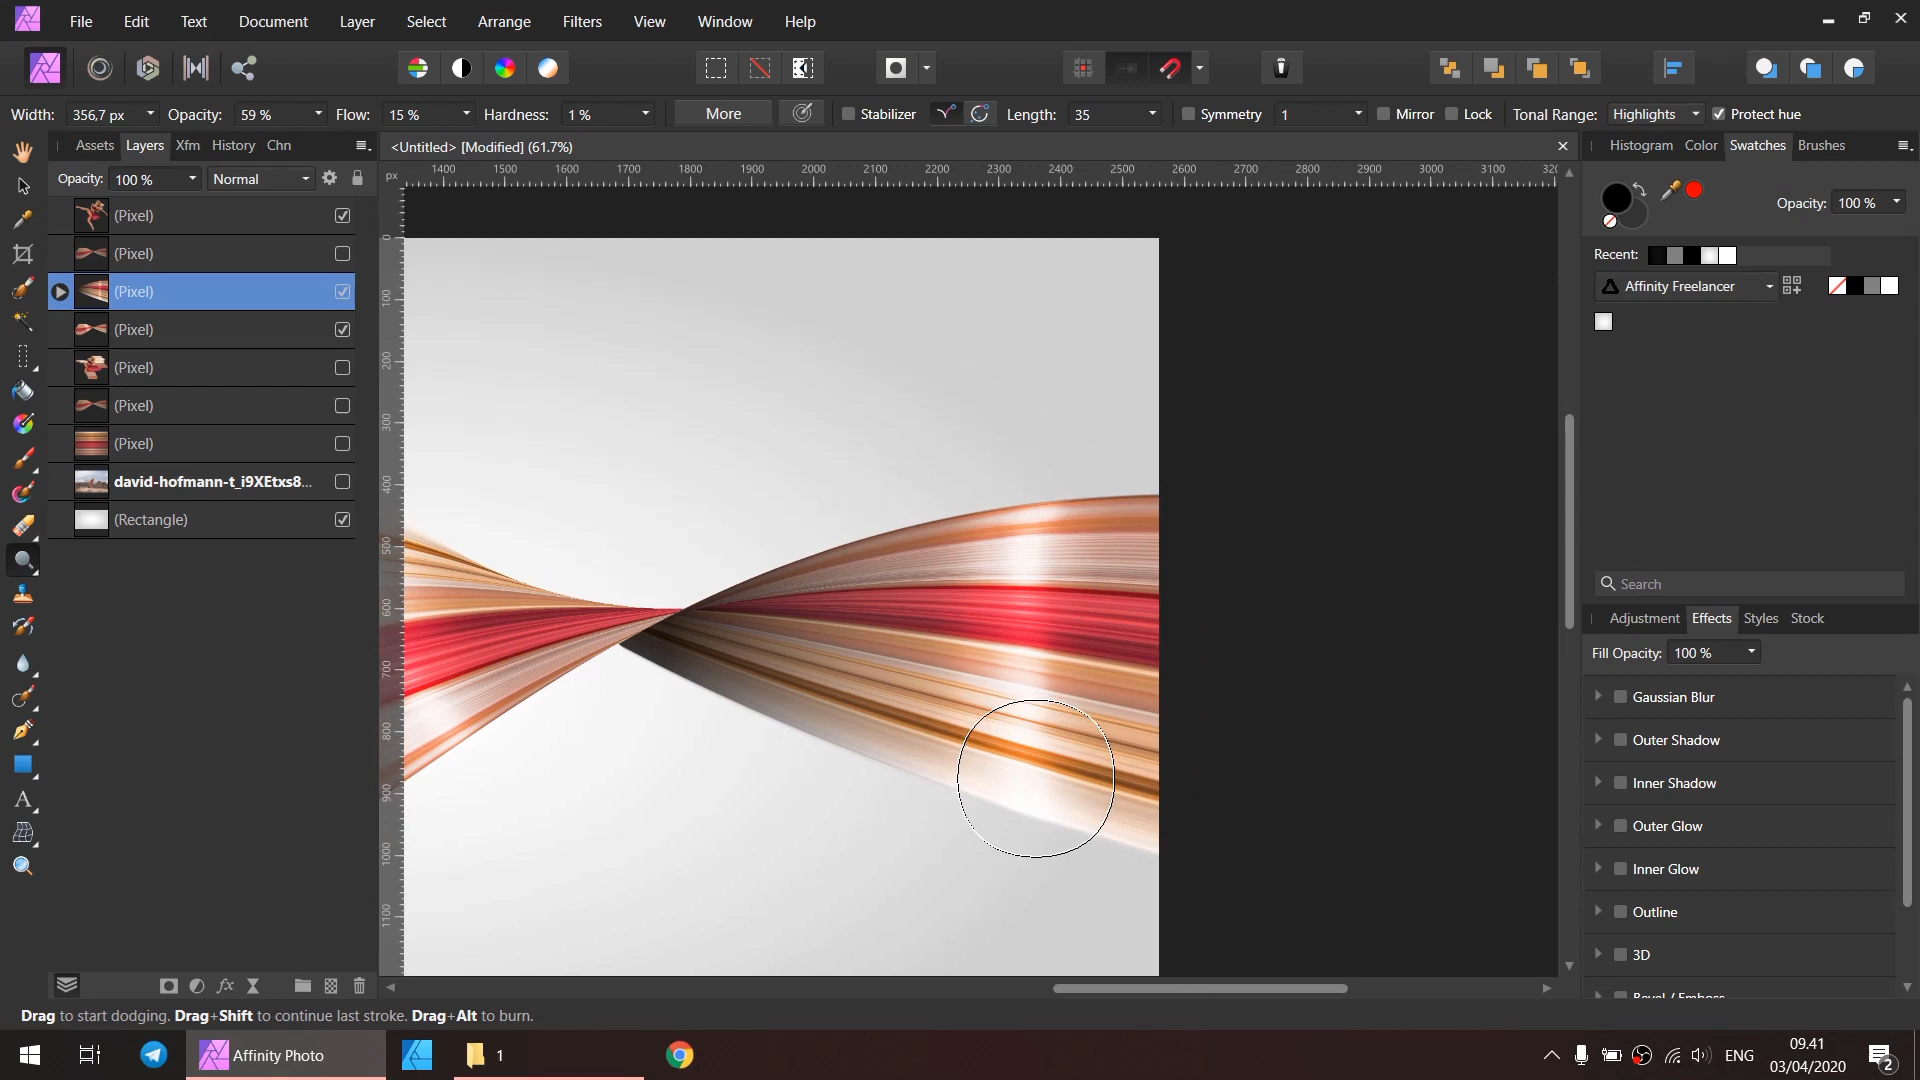 File Edit Text Document Layer Select Arrange Filters View Window Help
Width: 356,7 px Opacity: 59 % Flow: 15 % Hardness: 1 % More Stabilizer Length: 35 Symmetry 1 Mirror Lock Tonal Range: Highlights Protect hue
Assets Layers Xfm History Chn
<Untitled> [Modified] (61.7%)
Histogram Color Swatches Brushes
px 1400 1500 1600 1700 1800 1900 2000 2100 2200 2300 2400 2500 2600 2700 2800 2900 3000 3100 320
Opacity: 100 % Normal
Opacity: 100 %
(Pixel)
(Pixel)
(Pixel)
(Pixel)
(Pixel)
(Pixel)
(Pixel)
david-hofmann-t_i9XEtxs8...
(Rectangle)
0
100
200
300
400
500
600
700
800
900
1000
1100
Recent:
Affinity Freelancer
Search
Adjustment Effects Styles Stock
Fill Opacity: 100 %
Gaussian Blur
Outer Shadow
Inner Shadow
Outer Glow
Inner Glow
Outline
3D
Bevel / Emboss
Drag to start dodging. Drag+Shift to continue last stroke. Drag+Alt to burn.
Affinity Photo
1
ENG
09.41
03/04/2020
2